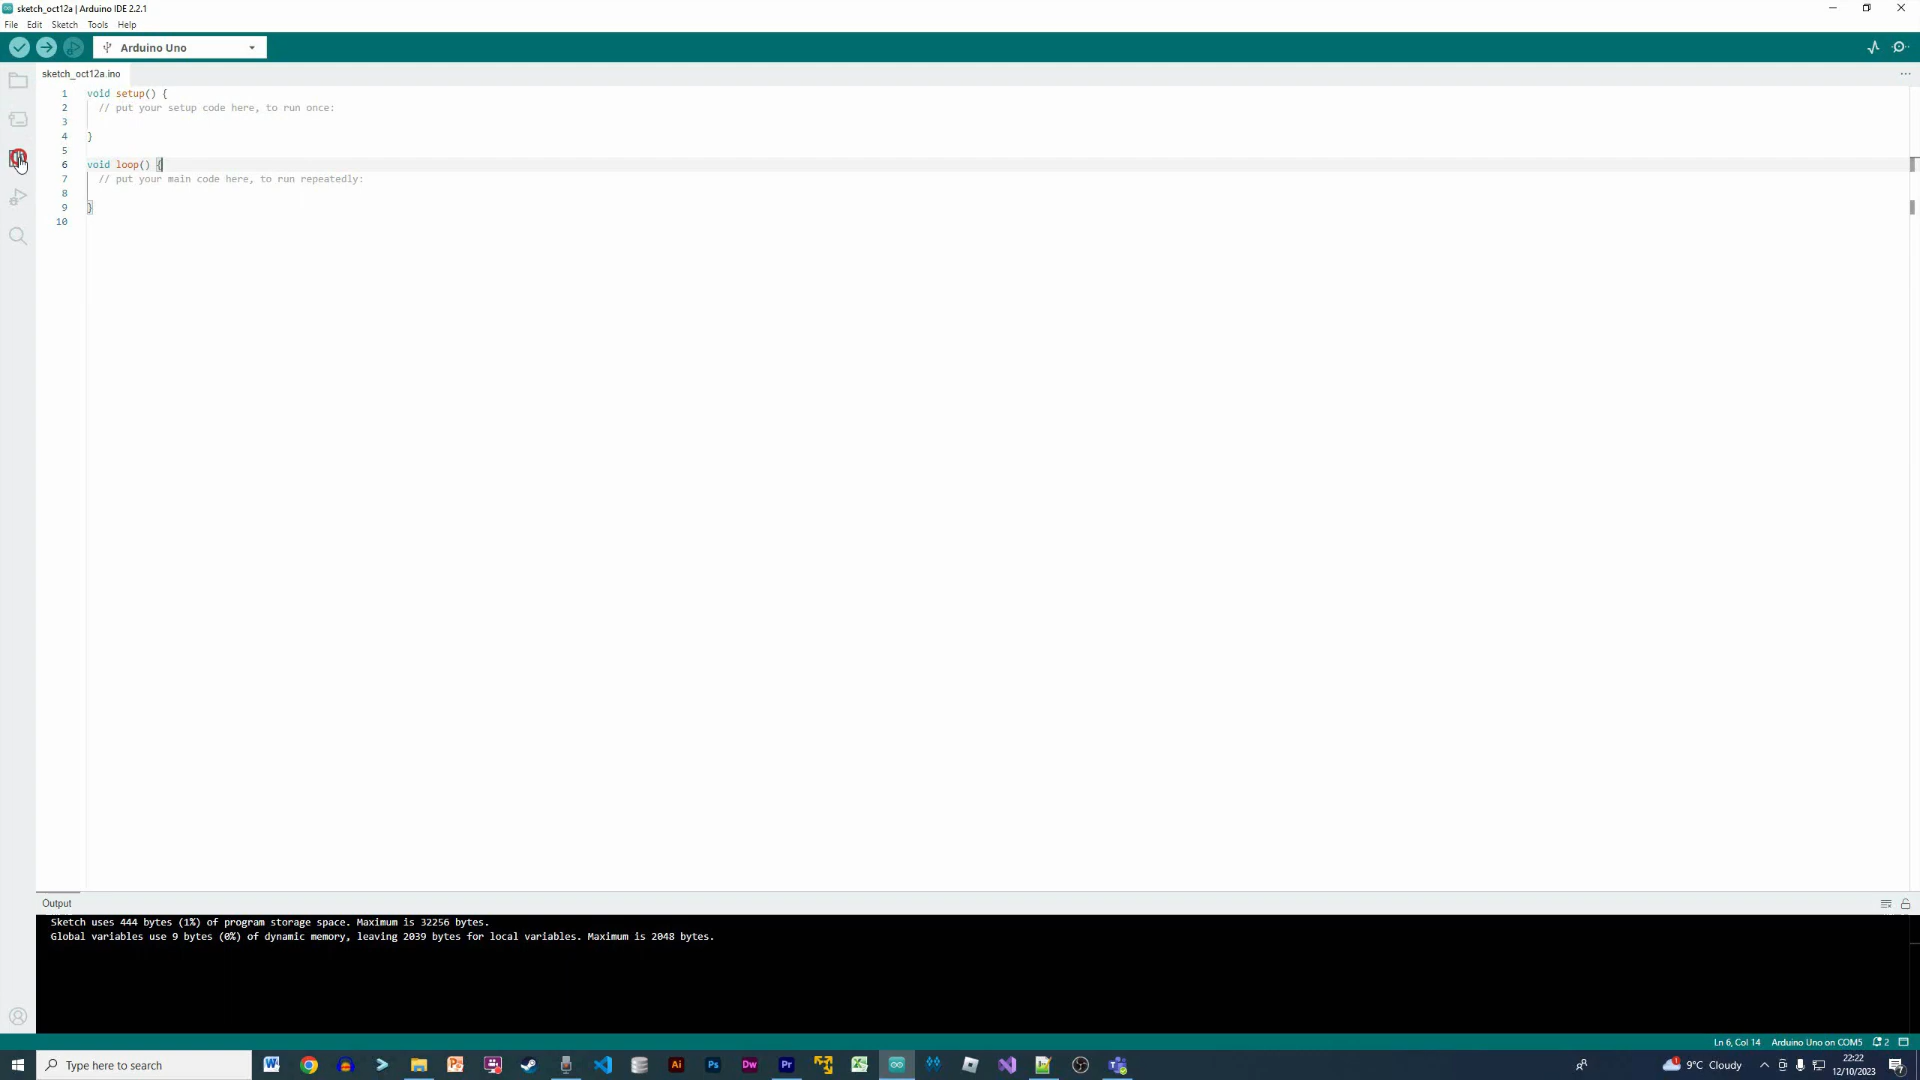 sketch_oct12a | Arduino IDE 2.2.1
File Edit Sketch Tools Help
Arduino Uno
sketch_oct12a.ino
1 void setup() {
2 // put your setup code here, to run once:
3
4 }
5
6 void loop() {
7 // put your main code here, to run repeatedly:
8
9 }
10
Output
Sketch uses 444 bytes (1%) of program storage space. Maximum is 32256 bytes.
Global variables use 9 bytes (0%) of dynamic memory, leaving 2039 bytes for local variables. Maximum is 2048 bytes.
Ln 6, Col 14 Arduino Uno on COM5 2
Type here to search
Ai Ps Dw Pr
9°C Cloudy
22:22
12/10/2023
7